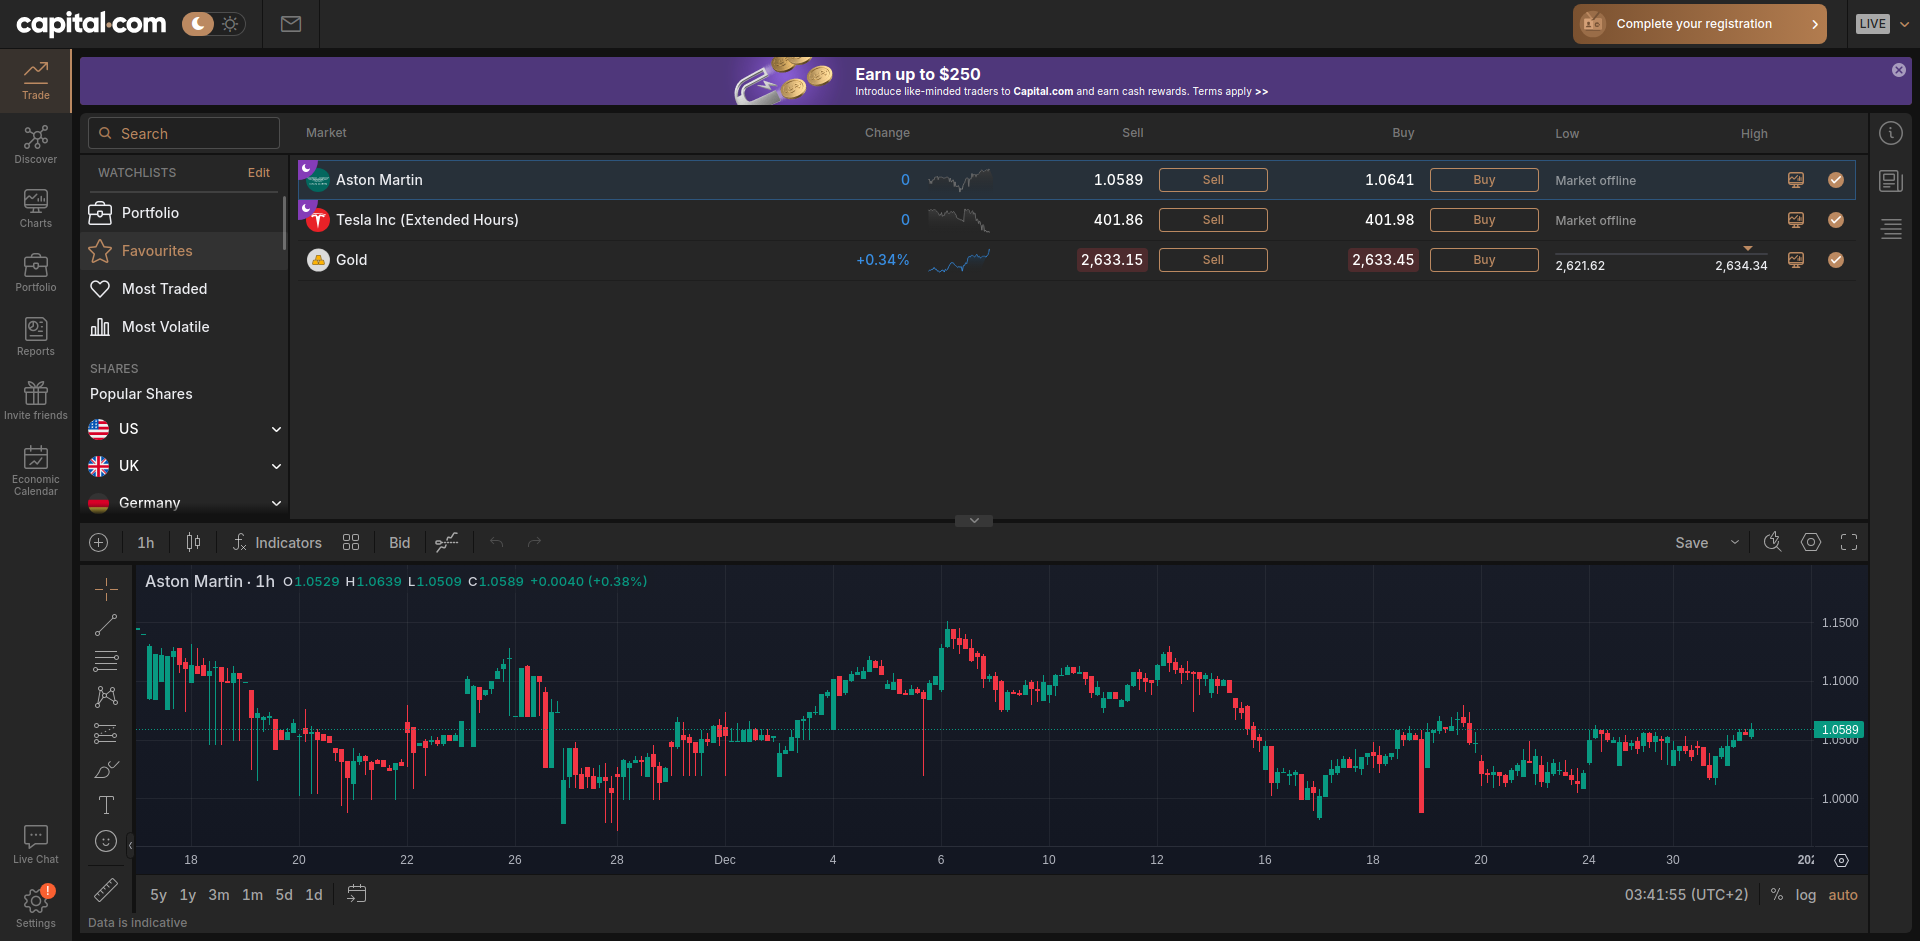 capital.com
Complete your registration
LIVE
Trade
Discover
Charts
Portfolio
Reports
Invite friends
Economic
Calendar
Live Chat
Settings
!
Earn up to $250
Introduce like-minded traders to Capital.com and earn cash rewards. Terms apply >>
Search
Market Change Sell Buy Low High
WATCHLISTS Edit
Portfolio
Favourites
Most Traded
Most Volatile
SHARES
Popular Shares
US
UK
Germany
Aston Martin 0 1.0589 Sell 1.0641 Buy Market offline
Tesla Inc (Extended Hours) 0 401.86 Sell 401.98 Buy Market offline
Gold +0.34% 2,633.15 Sell 2,633.45 Buy 2,621.62 2,634.34
1h Indicators Bid Save
Aston Martin · 1h O1.0529 H1.0639 L1.0509 C1.0589 +0.0040 (+0.38%)
1.1500
1.1000
1.0589
1.0500
1.0000
18 20 22 26 28 Dec 4 6 10 12 16 18 20 24 30 202
5y 1y 3m 1m 5d 1d 03:41:55 (UTC+2) % log auto
Data is indicative